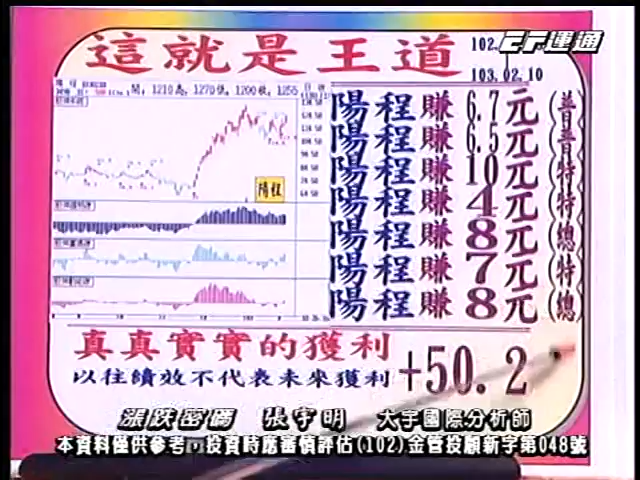 這就是王道
102.
EF運通
103.02.10
陽程賺6.7元(普)
陽程賺6.5元(普)
陽程賺10元(特)
陽程賺4元(特)
陽程賺8元(總)
陽程賺7元(特)
陽程賺8元(總)
陽程
真真實實的獲利
以往績效不代表未來獲利
+50.2
漲跌密碼 張宇明 大宇國際分析師
本資料僅供參考，投資時應審慎評估(102)金管投顧新字第048號